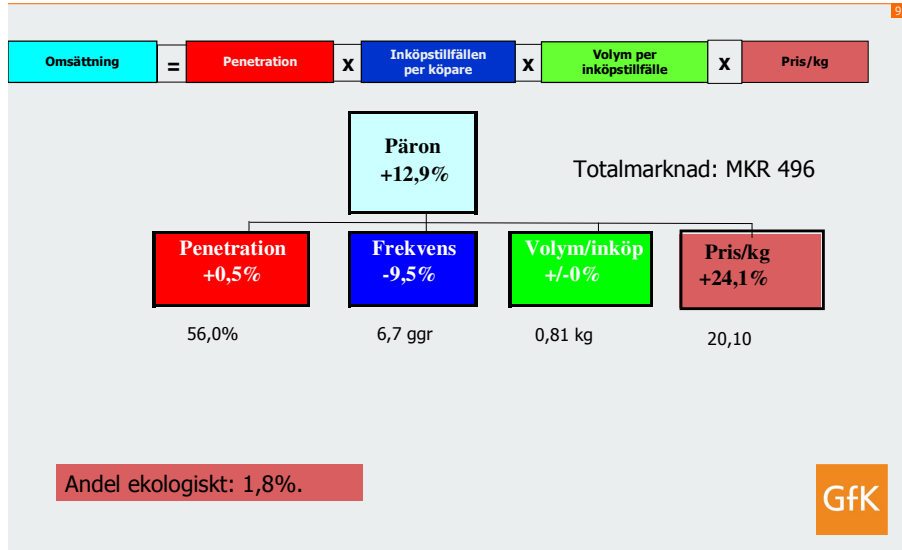 9
Omsättning = Penetration X Inköpstillfällen per köpare X Volym per inköpstillfälle X Pris/kg
Päron
+12,9%
Totalmarknad: MKR 496
Penetration
+0,5%
Frekvens
-9,5%
Volym/inköp
+/-0%
Pris/kg
+24,1%
56,0%
6,7 ggr
0,81 kg
20,10
Andel ekologiskt: 1,8%.
GfK